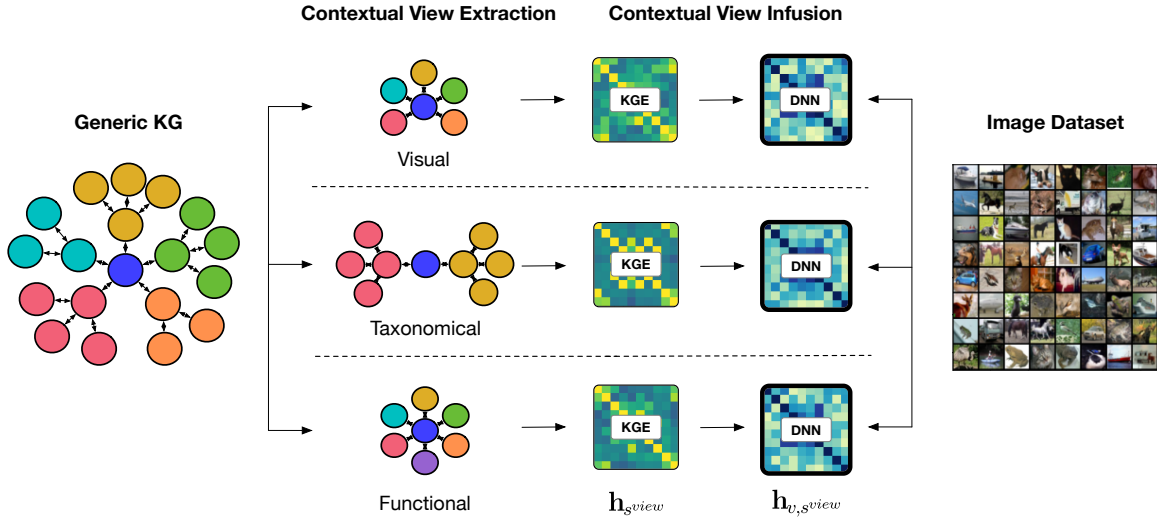 Contextual View Extraction
Contextual View Infusion
Generic KG
Image Dataset
KGE
DNN
Visual
KGE
DNN
Taxonomical
KGE
DNN
Functional
h_{s^{view}}
h_{v,s^{view}}